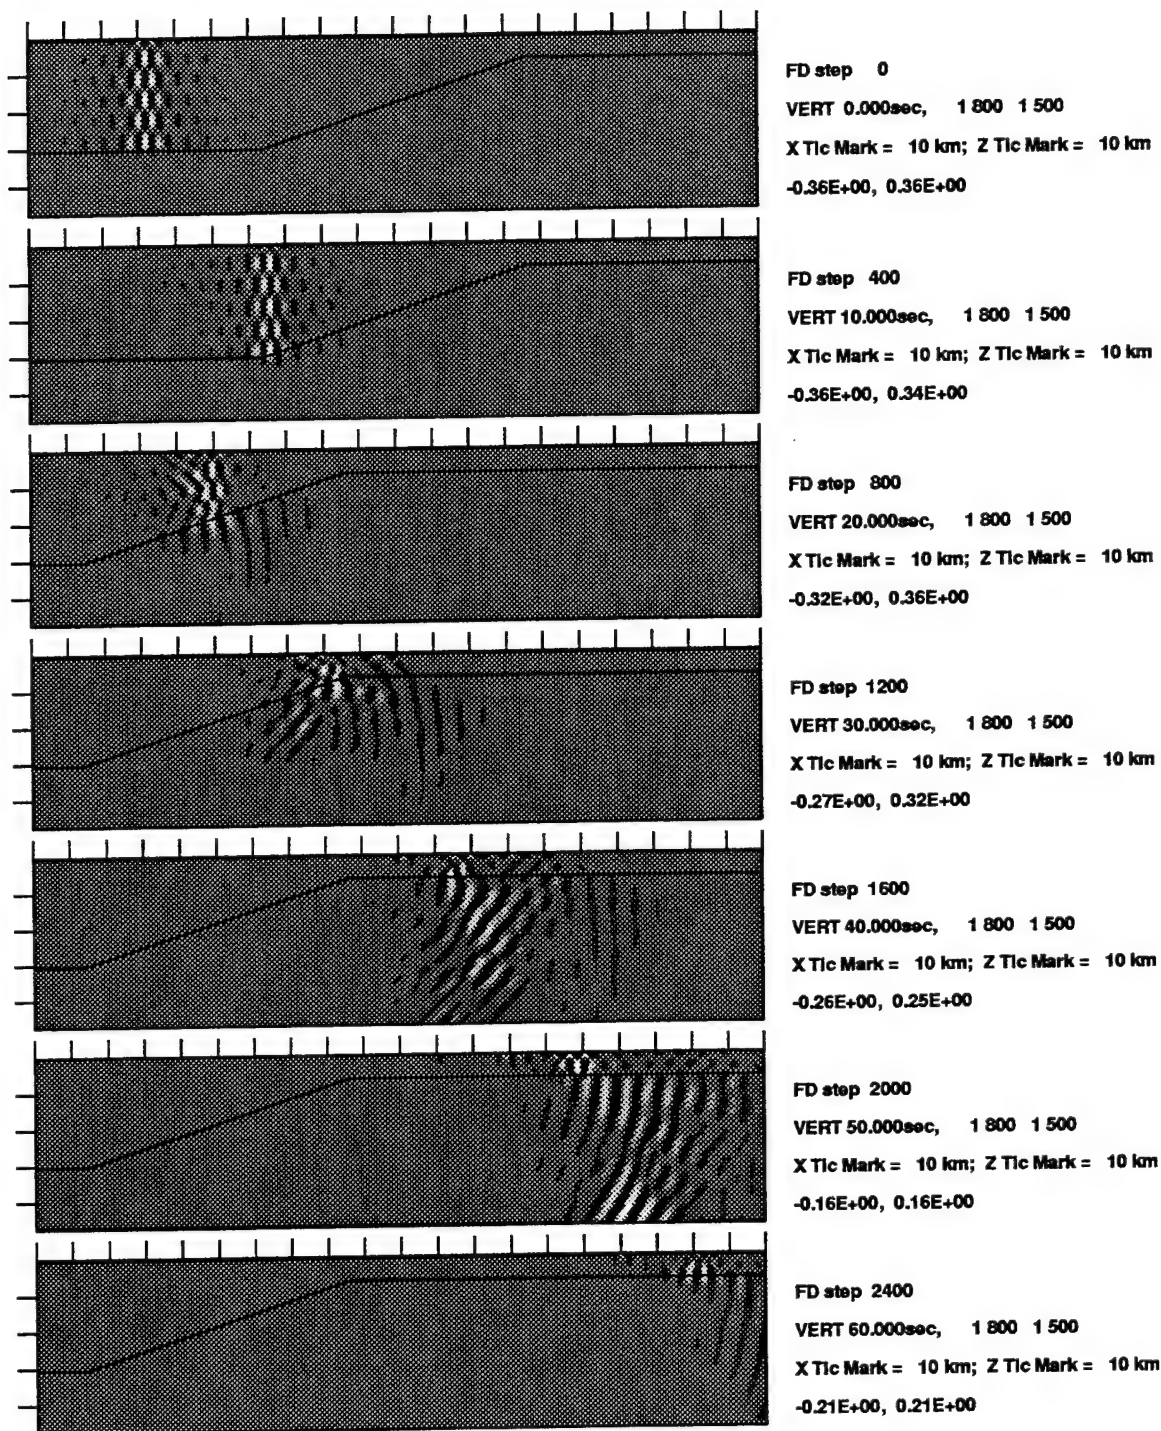 FD step 0
VERT 0.000sec, 1 800 1 500
X Tic Mark = 10 km; Z Tic Mark = 10 km
-0.36E+00, 0.36E+00
FD step 400
VERT 10.000sec, 1 800 1 500
X Tic Mark = 10 km; Z Tic Mark = 10 km
-0.36E+00, 0.34E+00
FD step 800
VERT 20.000sec, 1 800 1 500
X Tic Mark = 10 km; Z Tic Mark = 10 km
-0.32E+00, 0.36E+00
FD step 1200
VERT 30.000sec, 1 800 1 500
X Tic Mark = 10 km; Z Tic Mark = 10 km
-0.27E+00, 0.32E+00
FD step 1600
VERT 40.000sec, 1 800 1 500
X Tic Mark = 10 km; Z Tic Mark = 10 km
-0.26E+00, 0.25E+00
FD step 2000
VERT 50.000sec, 1 800 1 500
X Tic Mark = 10 km; Z Tic Mark = 10 km
-0.16E+00, 0.16E+00
FD step 2400
VERT 60.000sec, 1 800 1 500
X Tic Mark = 10 km; Z Tic Mark = 10 km
-0.21E+00, 0.21E+00